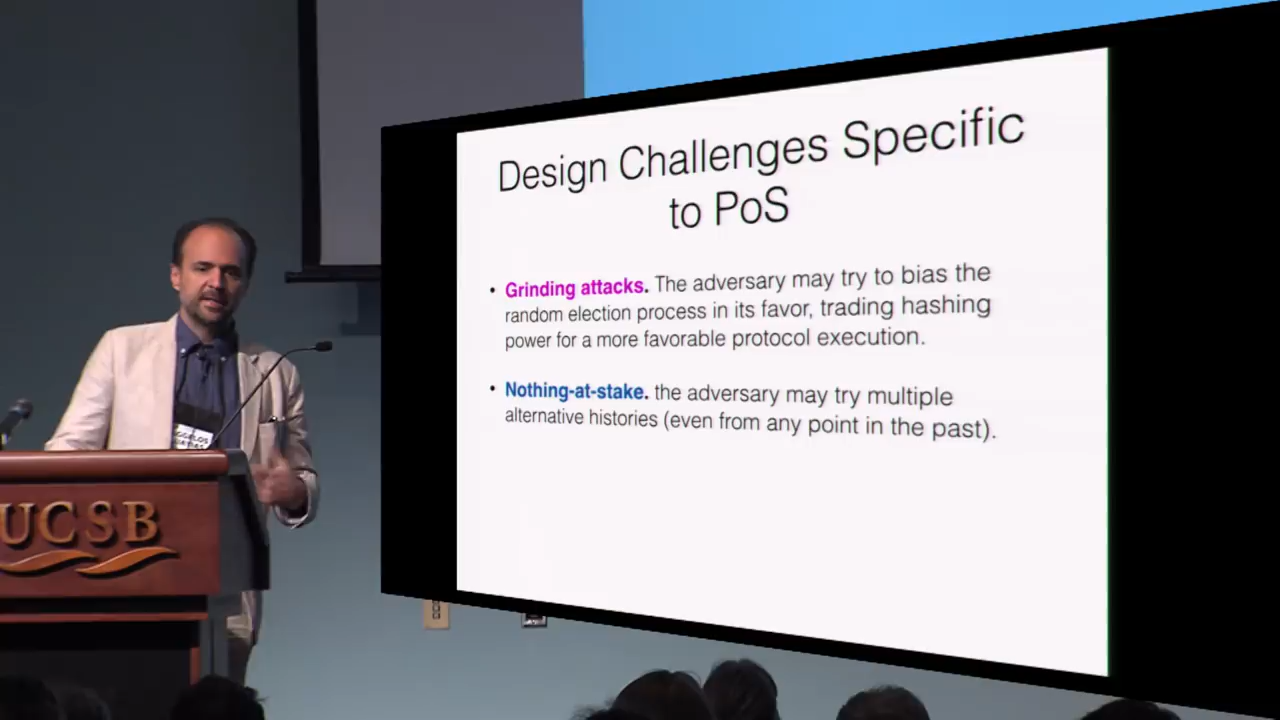 Design Challenges Specific
to PoS
• Grinding attacks. The adversary may try to bias the
random election process in its favor, trading hashing
power for a more favorable protocol execution.
• Nothing-at-stake. the adversary may try multiple
alternative histories (even from any point in the past).
UCSB